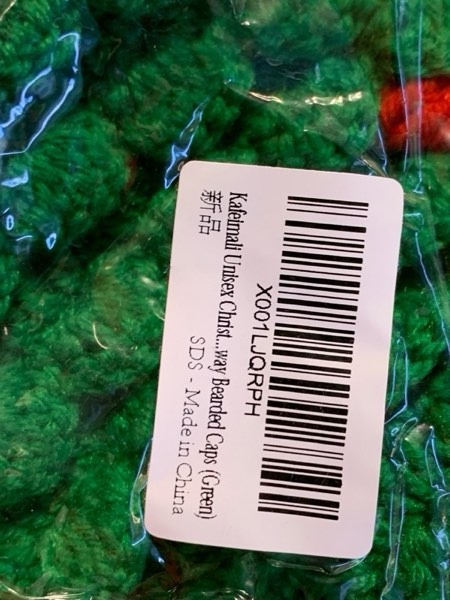 X001LJQRPH
Kafeimali Unisex Christ...way Bearded Caps (Green)
新品
SDS - Made in China